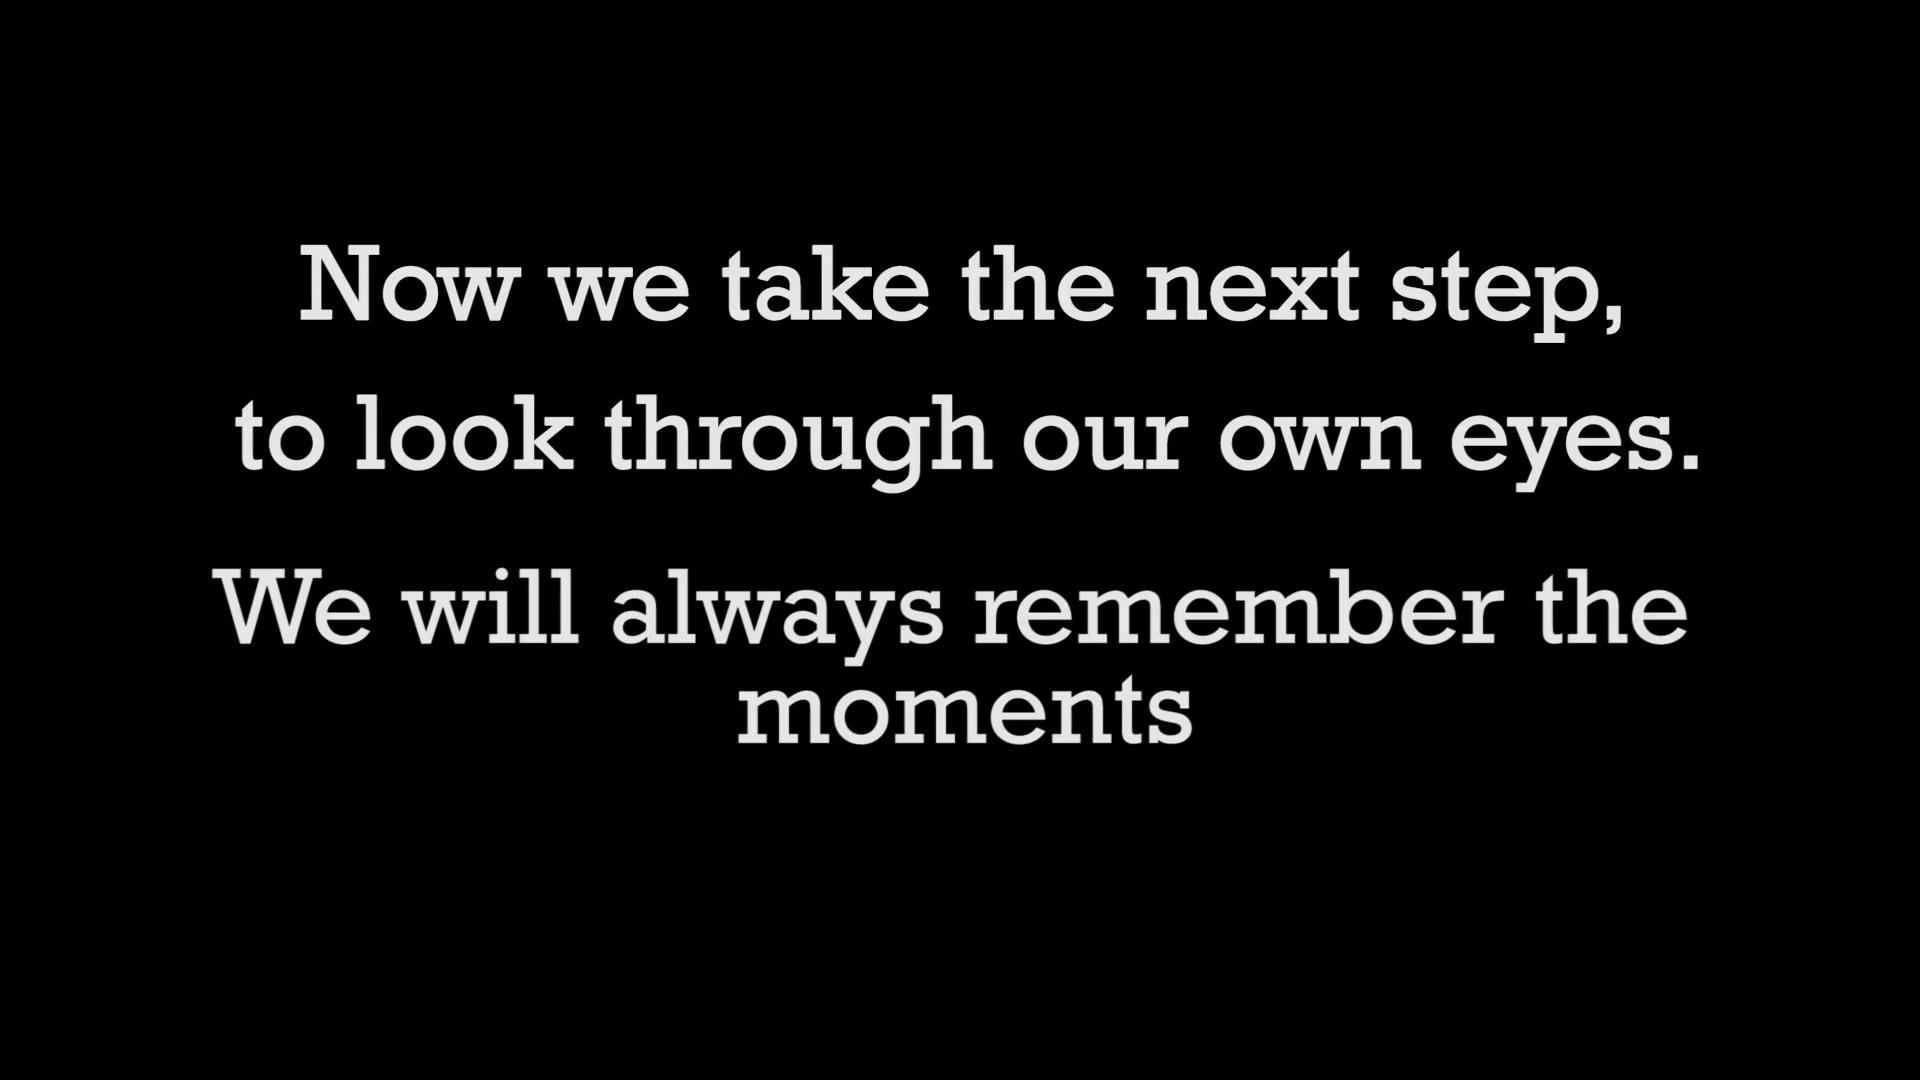 Now we take the next step,
to look through our own eyes.
We will always remember the
moments